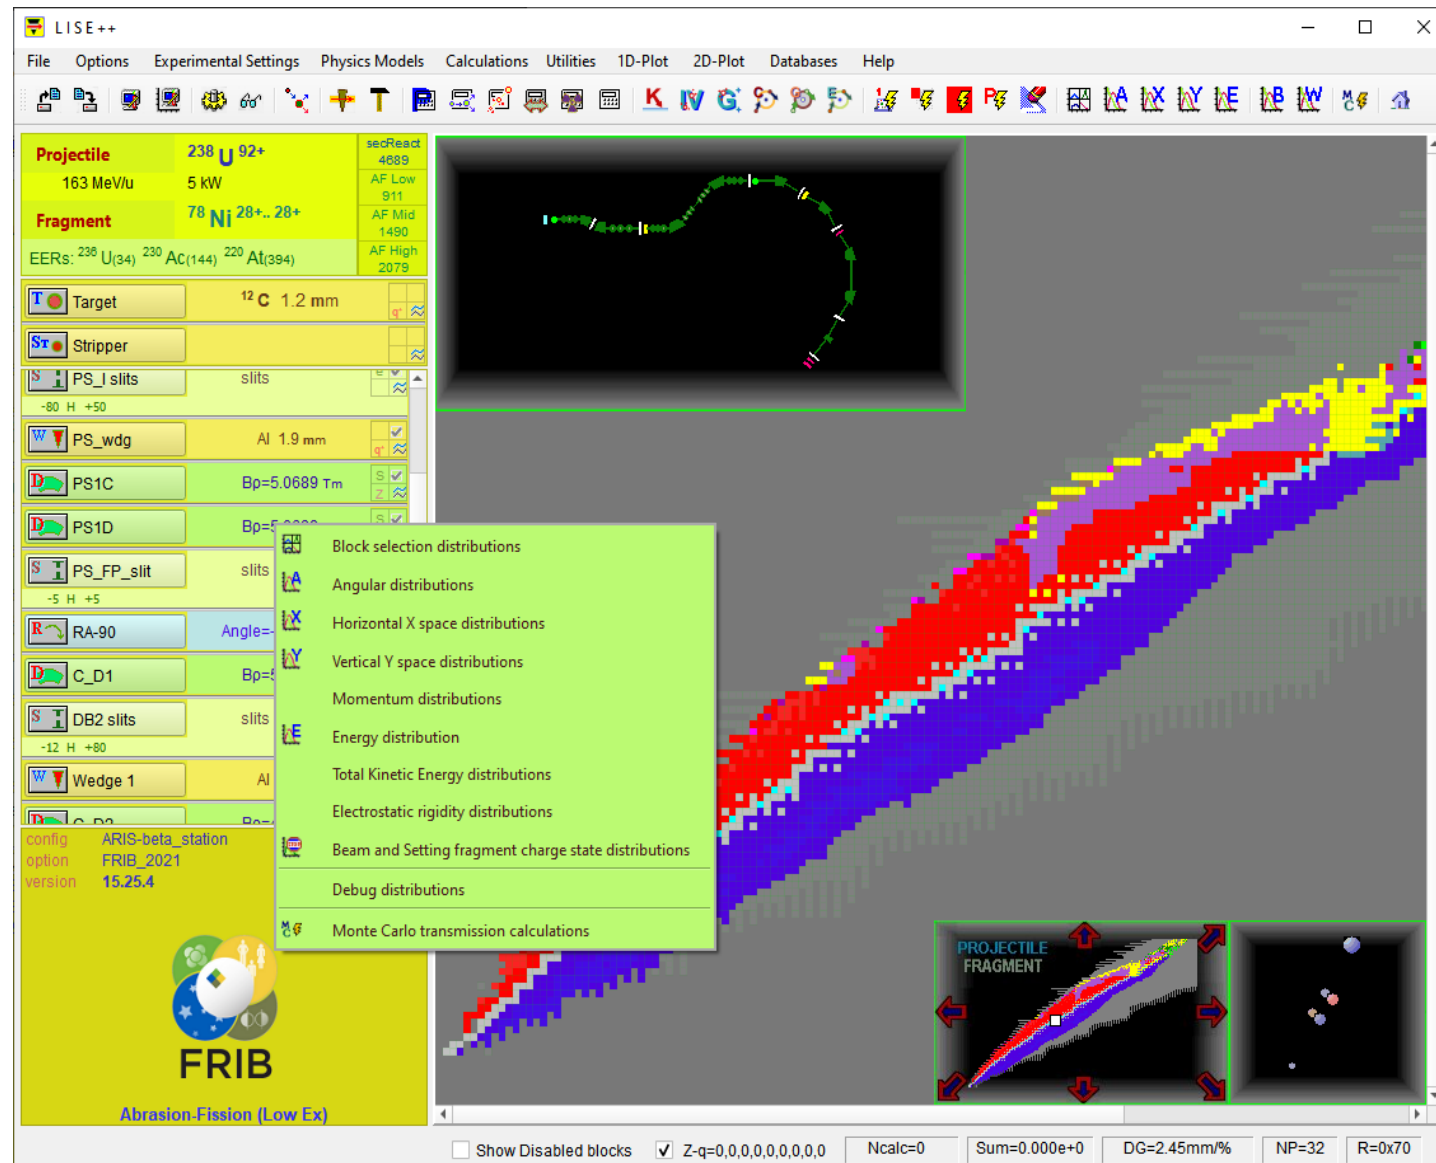 LISE++
File Options Experimental Settings Physics Models Calculations Utilities 1D-Plot 2D-Plot Databases Help
Projectile 238 U 92+
163 MeV/u 5 kW
Fragment 78 Ni 28+.. 28+
EERs: 236 U(34) 230 Ac(144) 220 At(394)
secReact
4689
AF Low
911
AF Mid
1490
AF High
2079
T Target 12 C 1.2 mm
ST Stripper
S PS_I slits slits
-80 H +50
W PS_wdg Al 1.9 mm
D PS1C Bρ=5.0689 Tm
D PS1D
S PS_FP_slit slits
-5 H +5
R RA-90 Angle=-
D C_D1
S DB2 slits slits
-12 H +80
W Wedge 1 Al
Block selection distributions
Angular distributions
Horizontal X space distributions
Vertical Y space distributions
Momentum distributions
Energy distribution
Total Kinetic Energy distributions
Electrostatic rigidity distributions
Beam and Setting fragment charge state distributions
Debug distributions
Monte Carlo transmission calculations
config ARIS-beta_station
option FRIB_2021
version 15.25.4
FRIB
Abrasion-Fission (Low Ex)
PROJECTILE
FRAGMENT
Show Disabled blocks Z-q=0,0,0,0,0,0,0,0,0 Ncalc=0 Sum=0.000e+0 DG=2.45mm/% NP=32 R=0x70